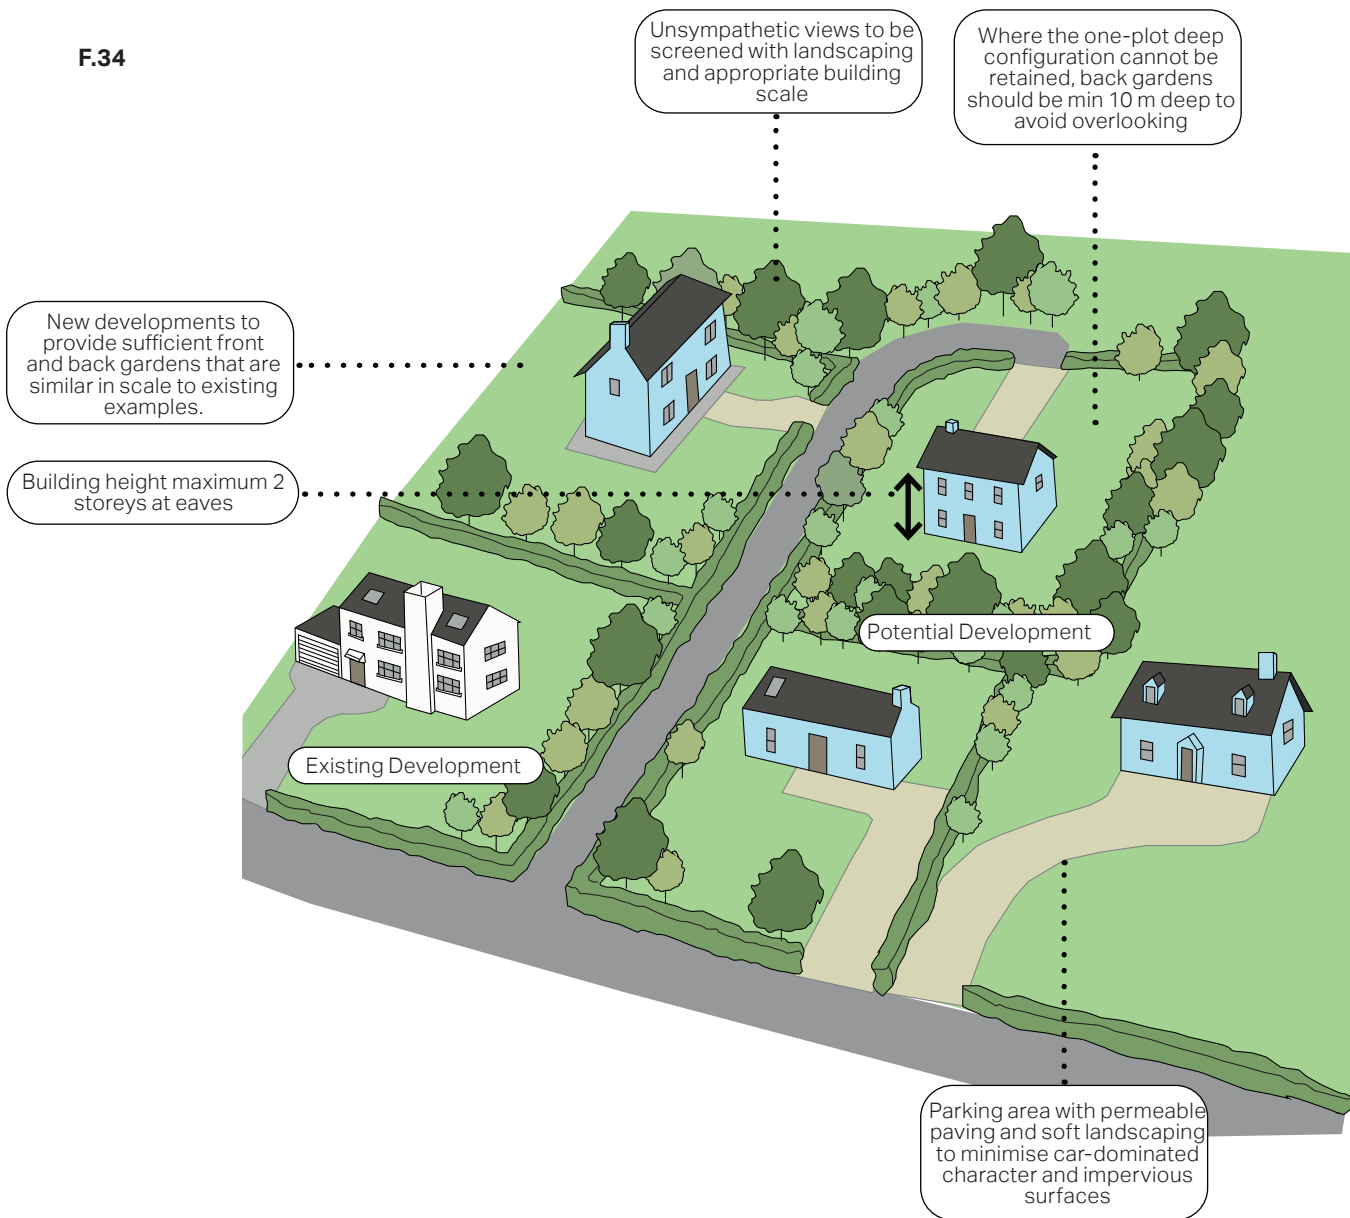 F.34
Unsympathetic views to be
screened with landscaping
and appropriate building
scale
Where the one-plot deep
configuration cannot be
retained, back gardens
should be min 10 m deep to
avoid overlooking
New developments to
provide sufficient front
and back gardens that are
similar in scale to existing
examples.
Building height maximum 2
storeys at eaves
Potential Development
Existing Development
Parking area with permeable
paving and soft landscaping
to minimise car-dominated
character and impervious
surfaces